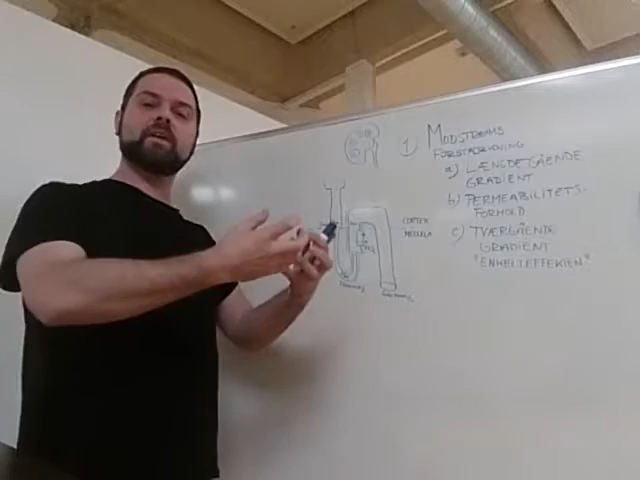 1) MODSTRØMS
FORSTÆRKNING
a) LÆNGDEGÅENDE
GRADIENT
b) PERMEABILITETS-
FORHOLD
c) TVÆRGÅENDE
GRADIENT
"ENKELTEFFEKTEN"
CORTEX
MEDULLA